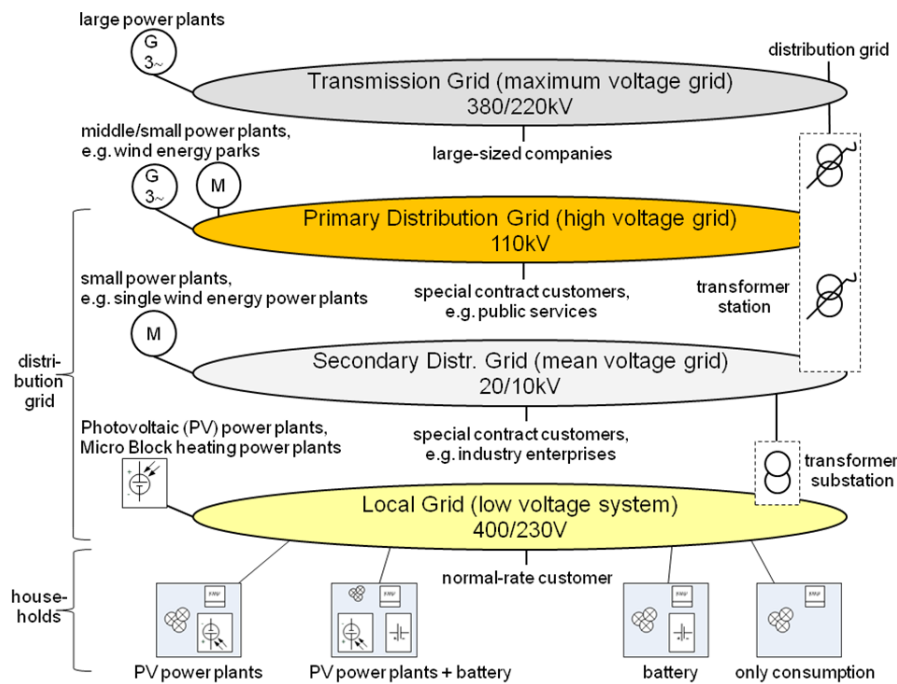 large power plants
G
3~
distribution grid
Transmission Grid (maximum voltage grid)
380/220kV
middle/small power plants,
e.g. wind energy parks
large-sized companies
G
3~
M
Primary Distribution Grid (high voltage grid)
110kV
small power plants,
e.g. single wind energy power plants
special contract customers,
e.g. public services
transformer
station
M
distri-
bution
grid
Secondary Distr. Grid (mean voltage grid)
20/10kV
Photovoltaic (PV) power plants,
Micro Block heating power plants
special contract customers,
e.g. industry enterprises
transformer
substation
Local Grid (low voltage system)
400/230V
normal-rate customer
house-
holds
PV power plants
PV power plants + battery
battery
only consumption